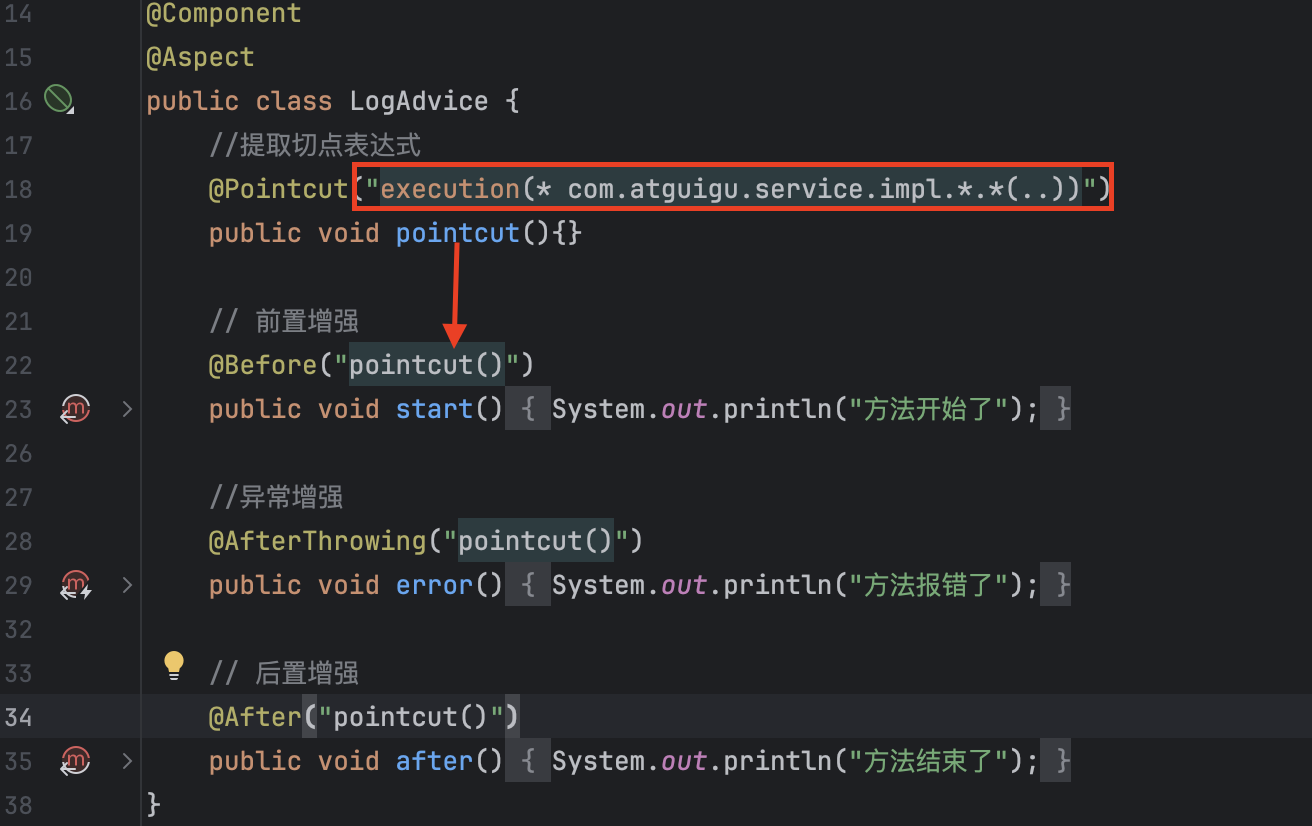 14 @Component
15 @Aspect
16 public class LogAdvice {
17 //提取切点表达式
18 @Pointcut("execution(* com.atguigu.service.impl.*.*(..))")
19 public void pointcut(){}
20
21 // 前置增强
22 @Before("pointcut()")
23 public void start() { System.out.println("方法开始了"); }
26
27 //异常增强
28 @AfterThrowing("pointcut()")
29 public void error() { System.out.println("方法报错了"); }
32
33 // 后置增强
34 @After("pointcut()")
35 public void after() { System.out.println("方法结束了"); }
38 }